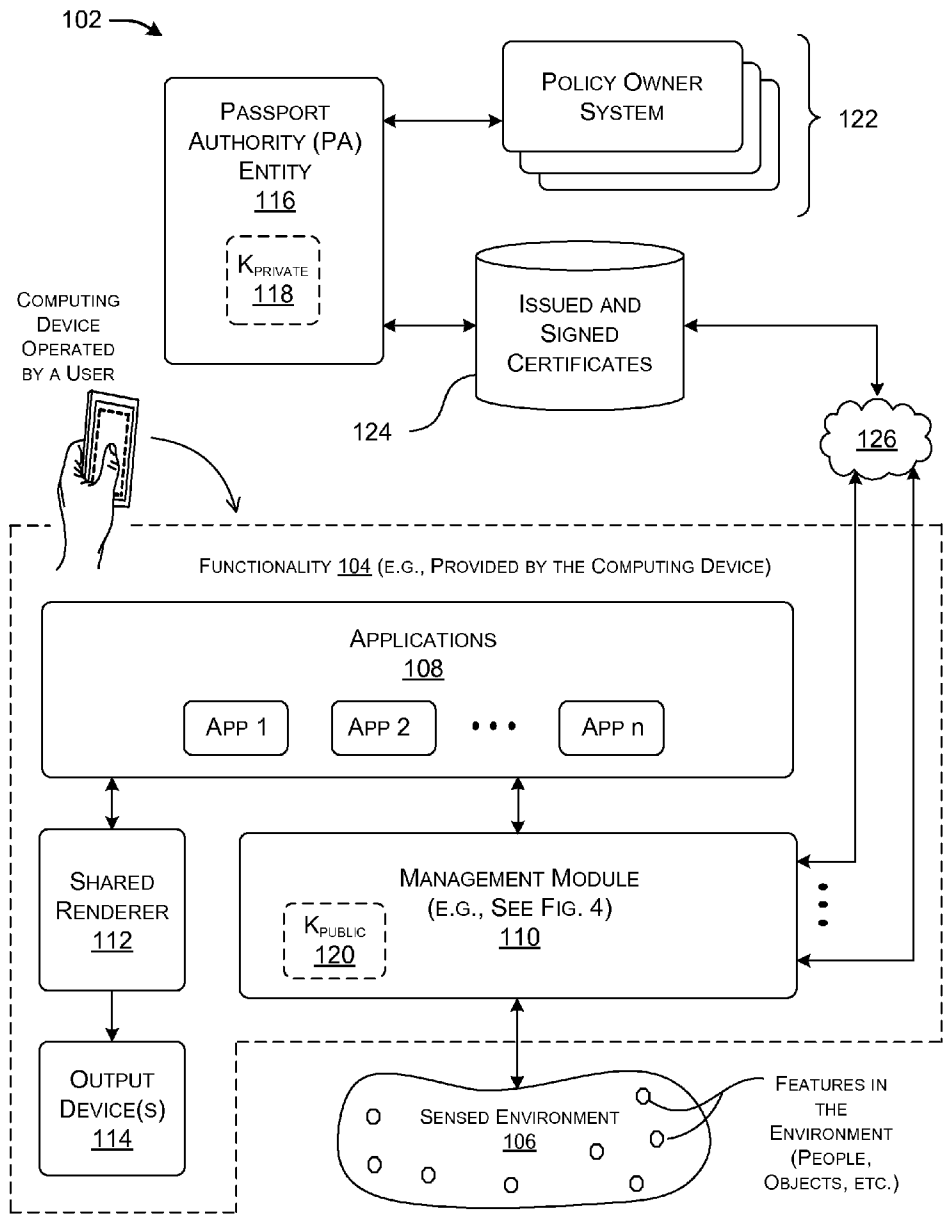 102
PASSPORT
AUTHORITY (PA)
ENTITY
116
KPRIVATE
118
POLICY OWNER
SYSTEM
122
ISSUED AND
SIGNED
CERTIFICATES
124
126
COMPUTING
DEVICE
OPERATED
BY A USER
FUNCTIONALITY 104 (E.G., PROVIDED BY THE COMPUTING DEVICE)
APPLICATIONS
108
APP 1
APP 2
• • •
APP n
SHARED
RENDERER
112
MANAGEMENT MODULE
(E.G., SEE FIG. 4)
110
KPUBLIC
120
OUTPUT
DEVICE(S)
114
SENSED ENVIRONMENT
106
FEATURES IN
THE
ENVIRONMENT
(PEOPLE,
OBJECTS, ETC.)